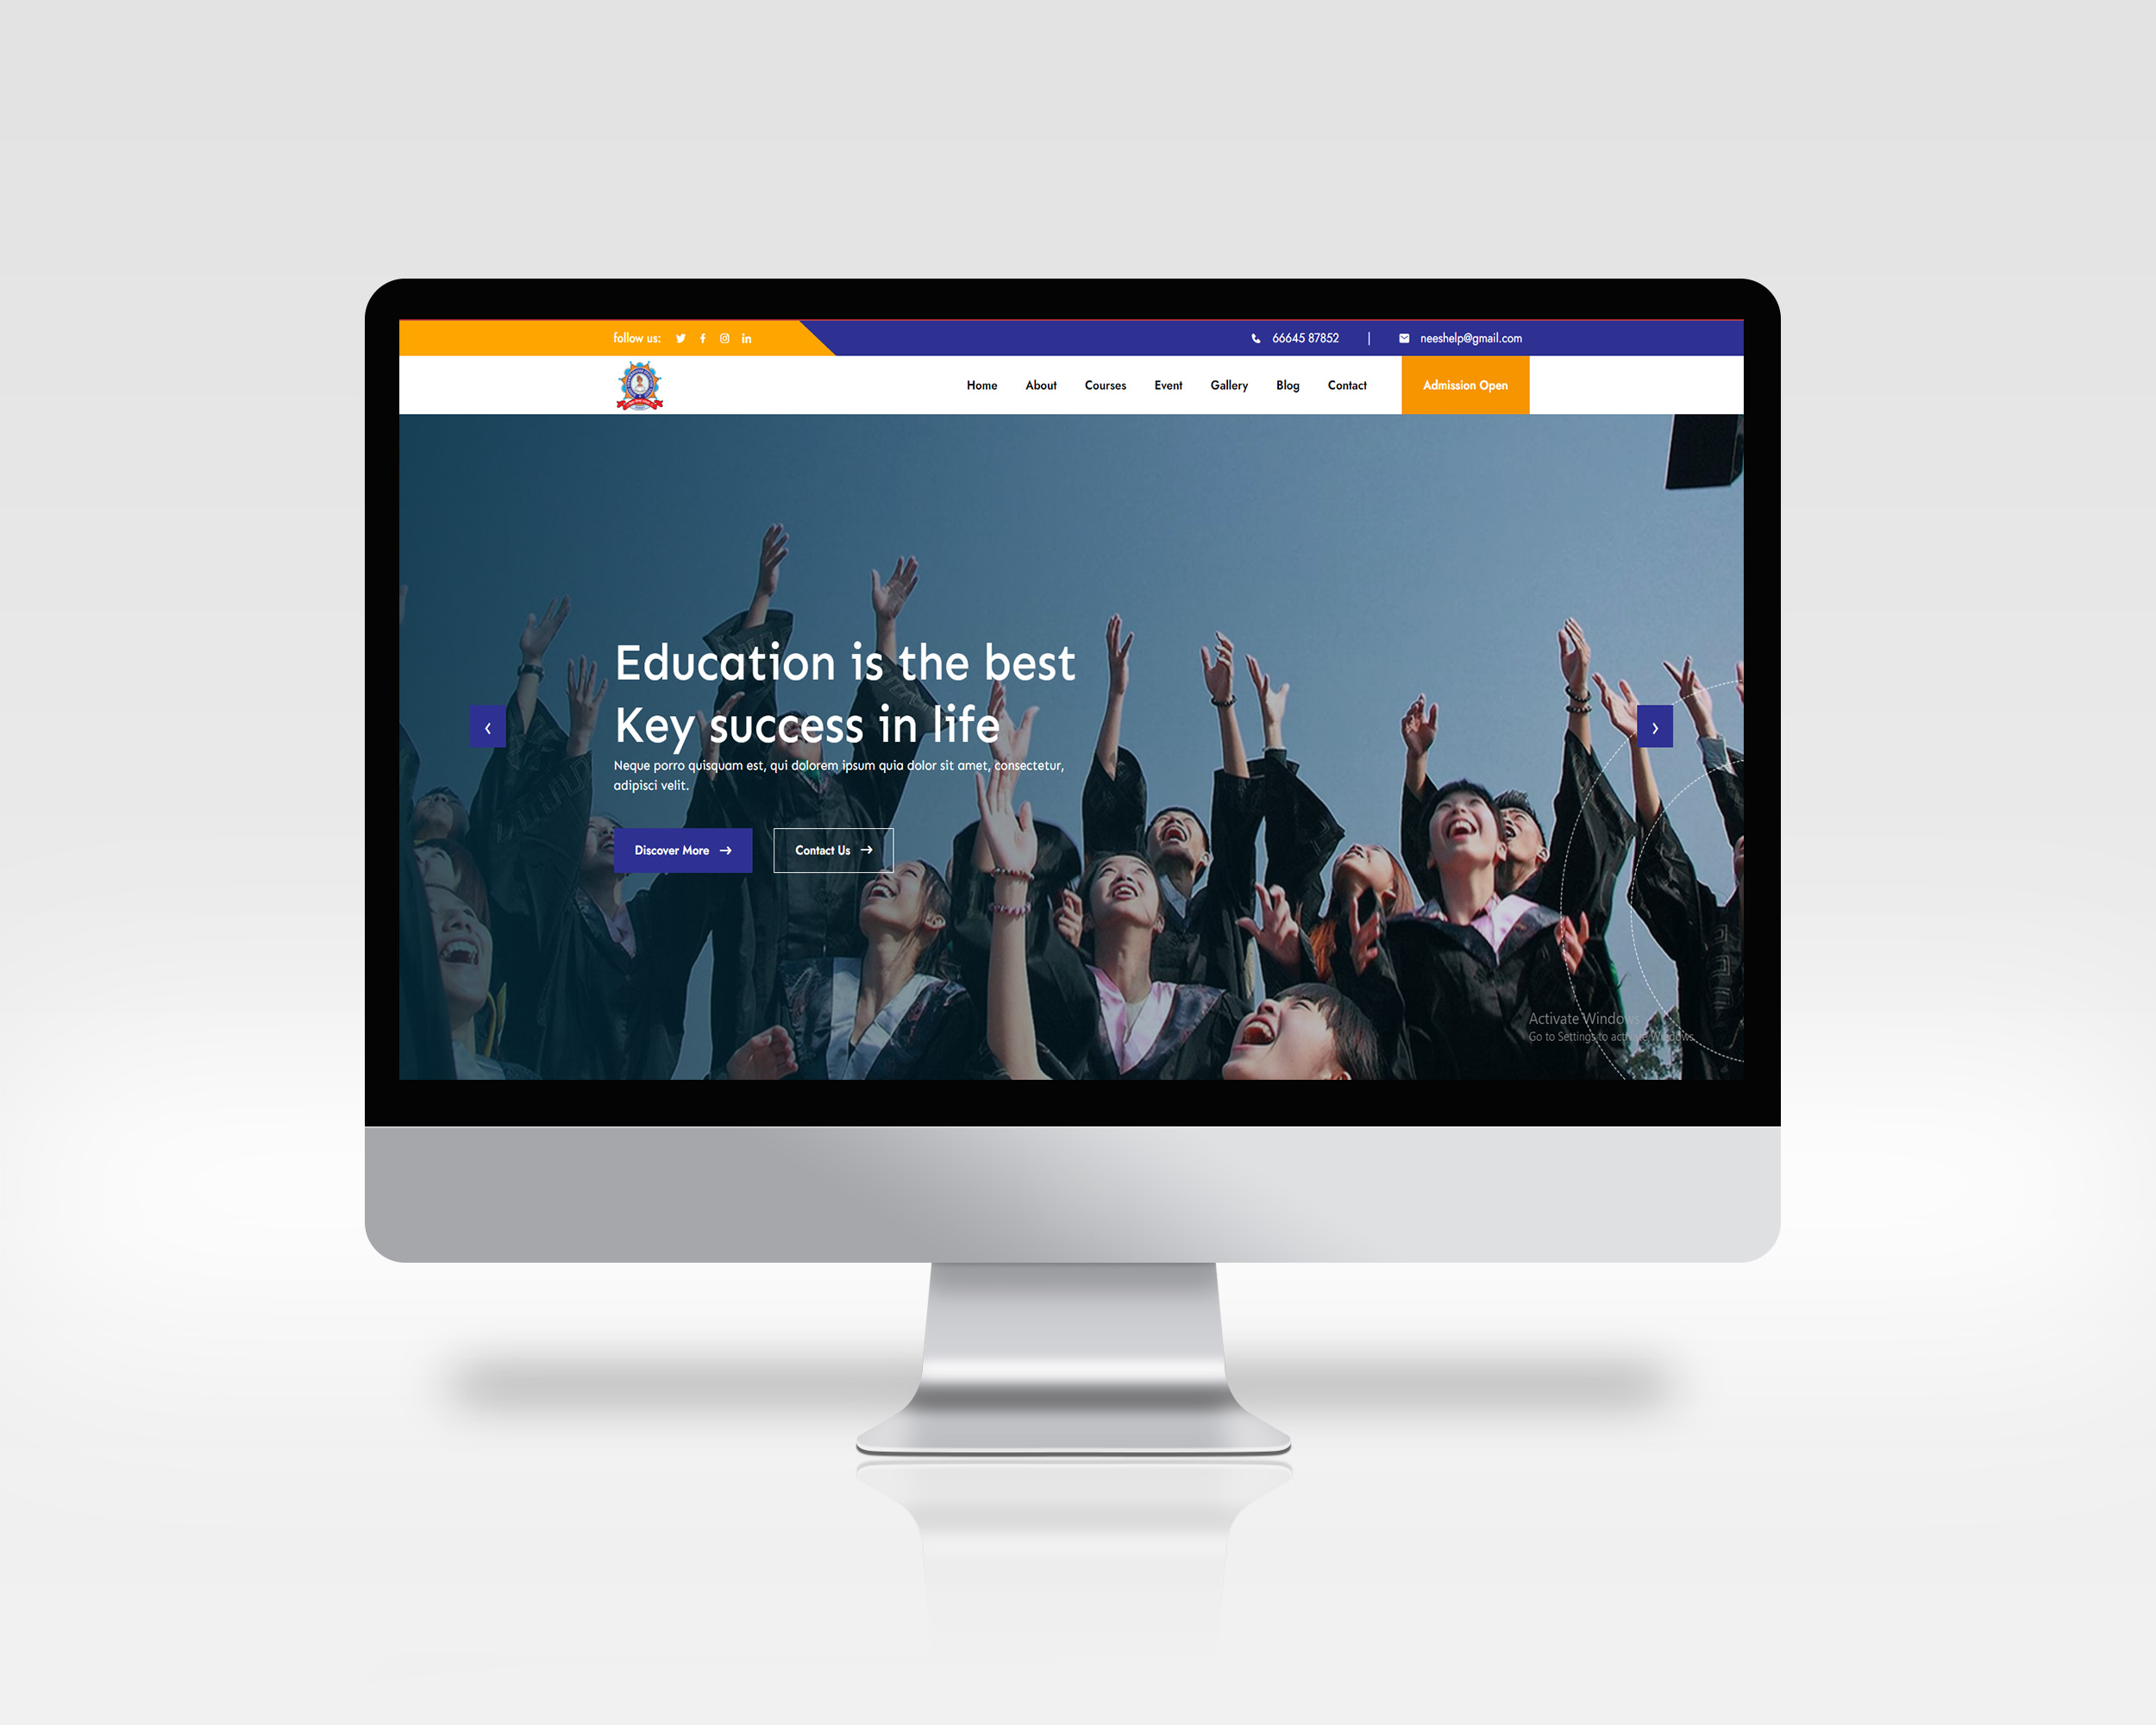 follow us:
66645 87852 | neeshelp@gmail.com
Home About Courses Event Gallery Blog Contact Admission Open
Education is the best
Key success in life
Neque porro quisquam est, qui dolorem ipsum quia dolor sit amet, consectetur,
adipisci velit.
Discover More → Contact Us →
Activate Windows
Go to Settings to activate Windows.